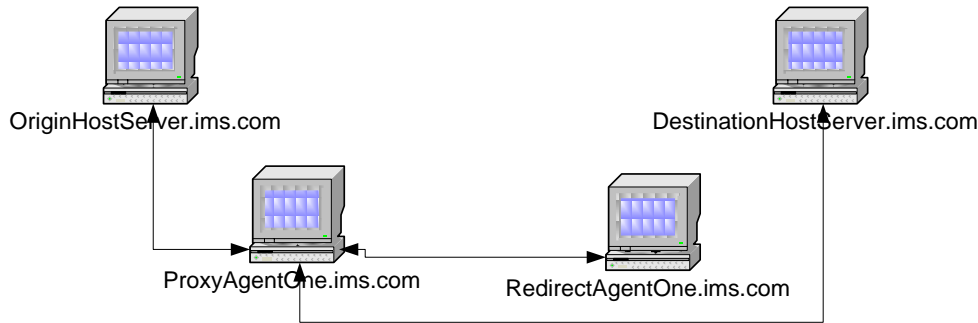 OriginHostServer.ims.com
DestinationHostServer.ims.com
ProxyAgentOne.ims.com
RedirectAgentOne.ims.com